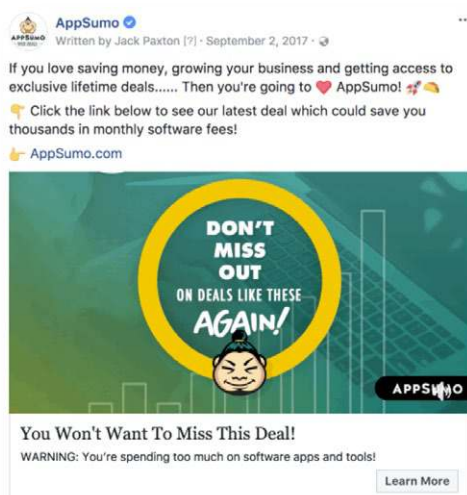 AppSumo
Written by Jack Paxton [?] · September 2, 2017 ·
If you love saving money, growing your business and getting access to
exclusive lifetime deals...... Then you're going to ❤️ AppSumo! 🚀🌮
👇 Click the link below to see our latest deal which could save you
thousands in monthly software fees!
👉 AppSumo.com
DON'T
MISS
OUT
ON DEALS LIKE THESE
AGAIN!
APPSUMO
You Won't Want To Miss This Deal!
WARNING: You're spending too much on software apps and tools!
Learn More